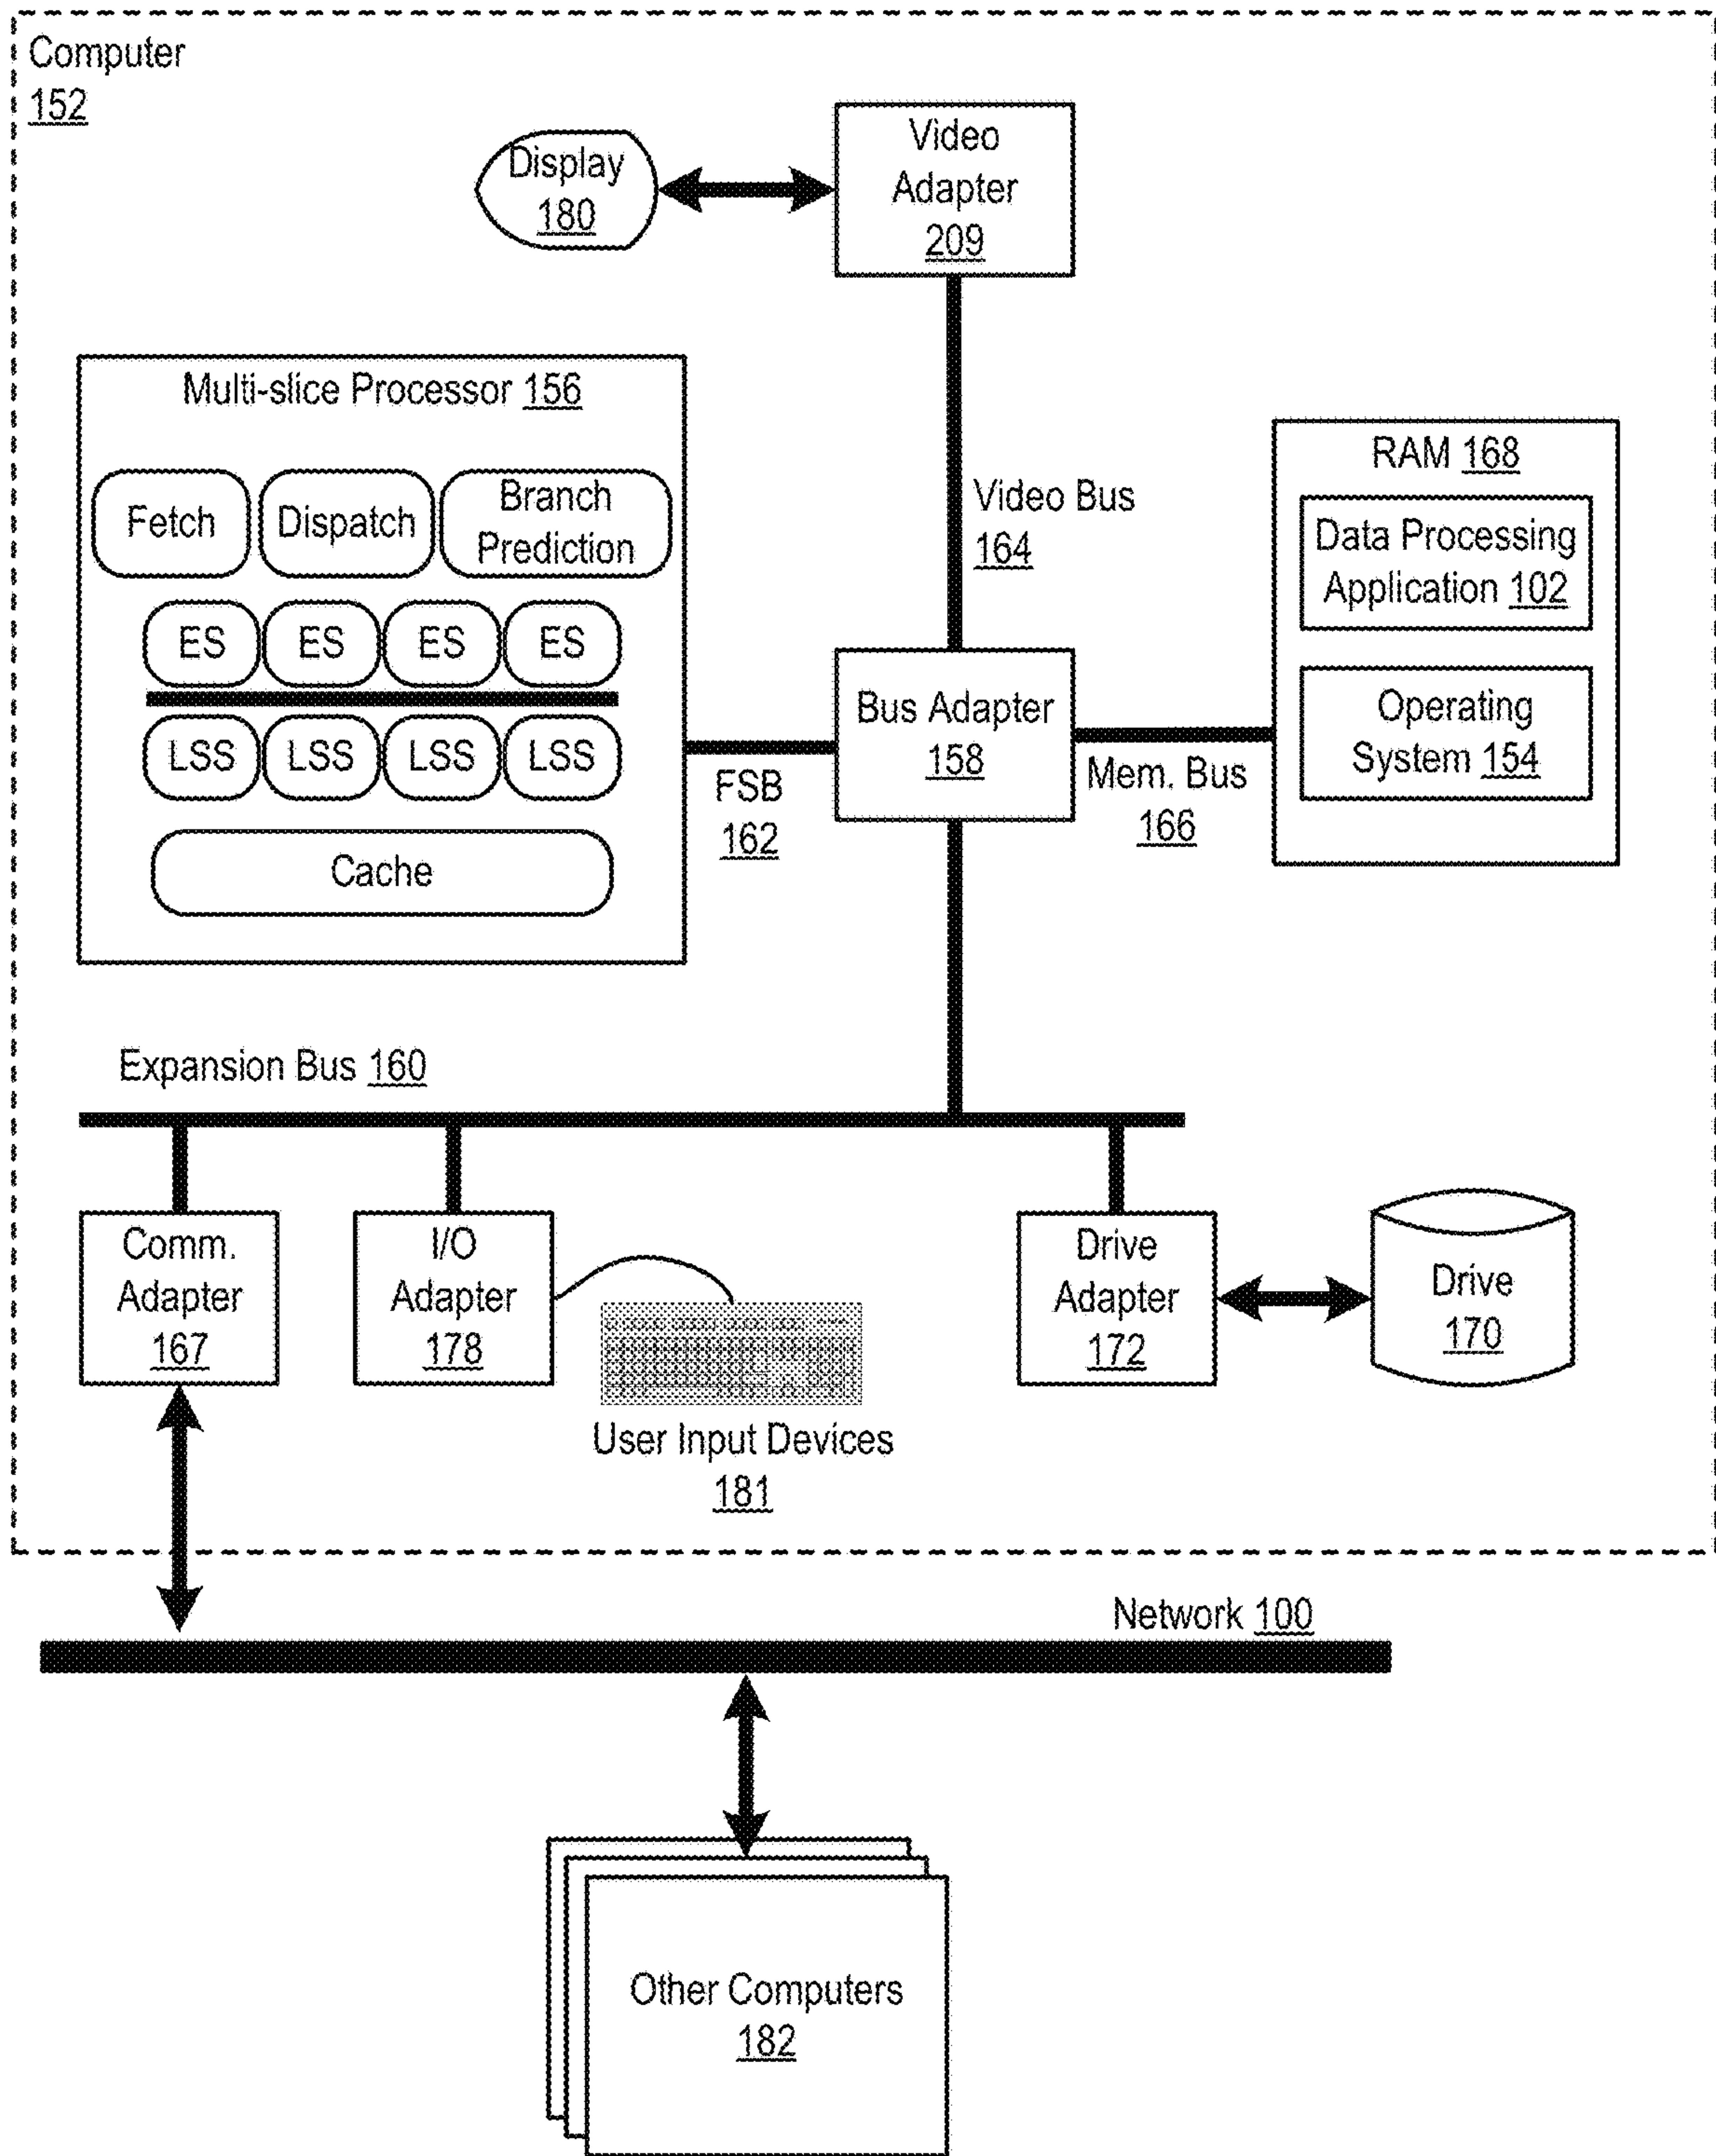 Computer
152
Display
180
Video
Adapter
209
Multi-slice Processor 156
Fetch
Dispatch
Branch
Prediction
ES
ES
ES
ES
LSS
LSS
LSS
LSS
Cache
FSB
162
Video Bus
164
Bus Adapter
158
Mem. Bus
166
RAM 168
Data Processing
Application 102
Operating
System 154
Expansion Bus 160
Comm.
Adapter
167
I/O
Adapter
178
User Input Devices
181
Drive
Adapter
172
Drive
170
Network 100
Other Computers
182